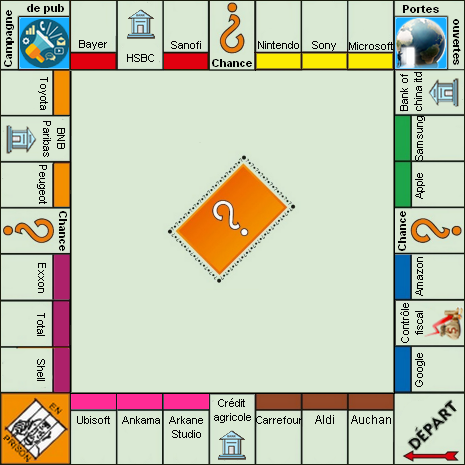 Campagne
de pub
Bayer
HSBC
Sanofi
Chance
Nintendo
Sony
Microsoft
Portes
ouvertes
Toyota
BNB
Paribas
Peugeot
Chance
Exxon
Total
Shell
Bank of
china ltd
Samsung
Apple
Chance
Amazon
Contrôle
fiscal
Google
?
EN
PRISON
Ubisoft
Ankama
Arkane
Studio
Crédit
agricole
Carrefour
Aldi
Auchan
DÉPART